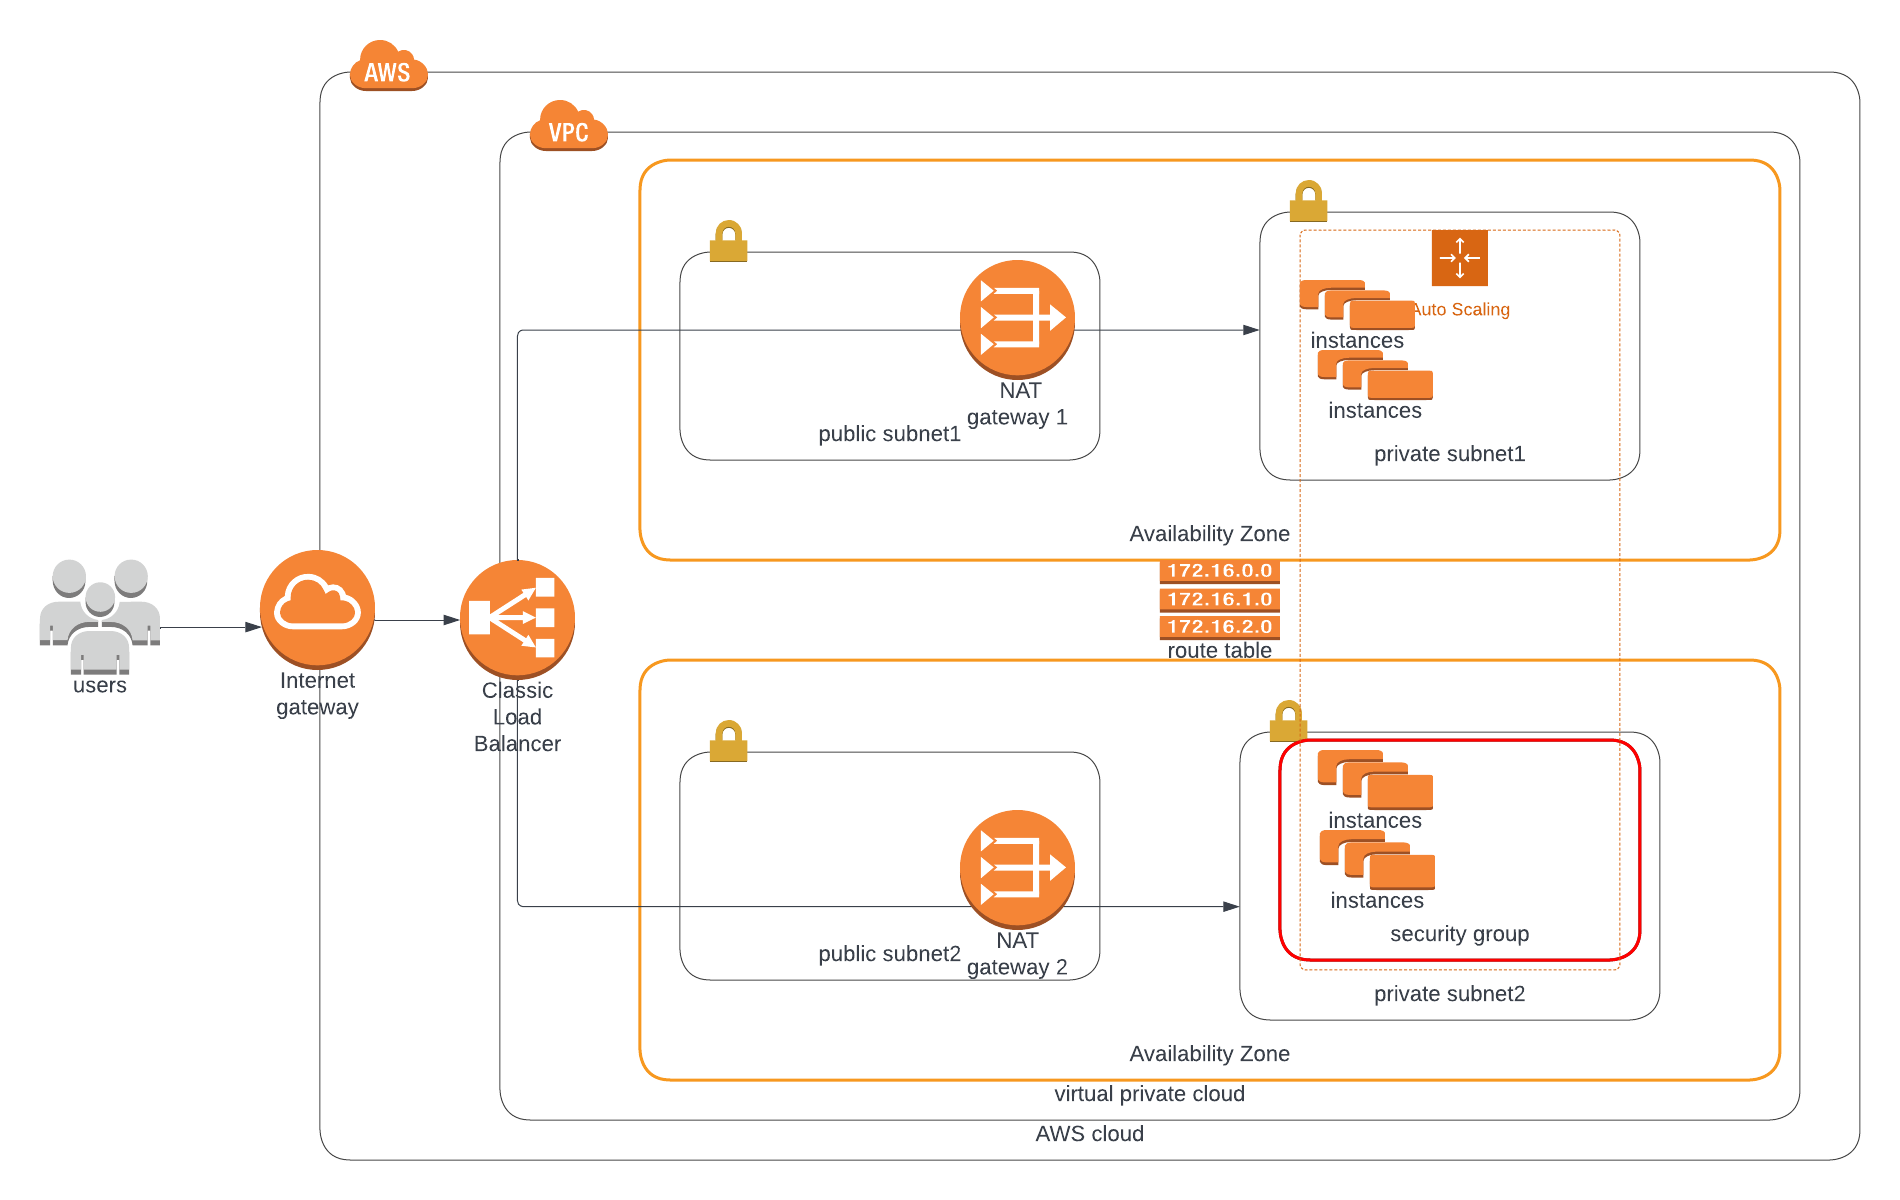 AWS
VPC
Auto Scaling
instances
instances
NAT
gateway 1
public subnet1
private subnet1
Availability Zone
172.16.0.0
172.16.1.0
172.16.2.0
route table
users
Internet
gateway
Classic
Load
Balancer
instances
instances
security group
NAT
gateway 2
public subnet2
private subnet2
Availability Zone
virtual private cloud
AWS cloud